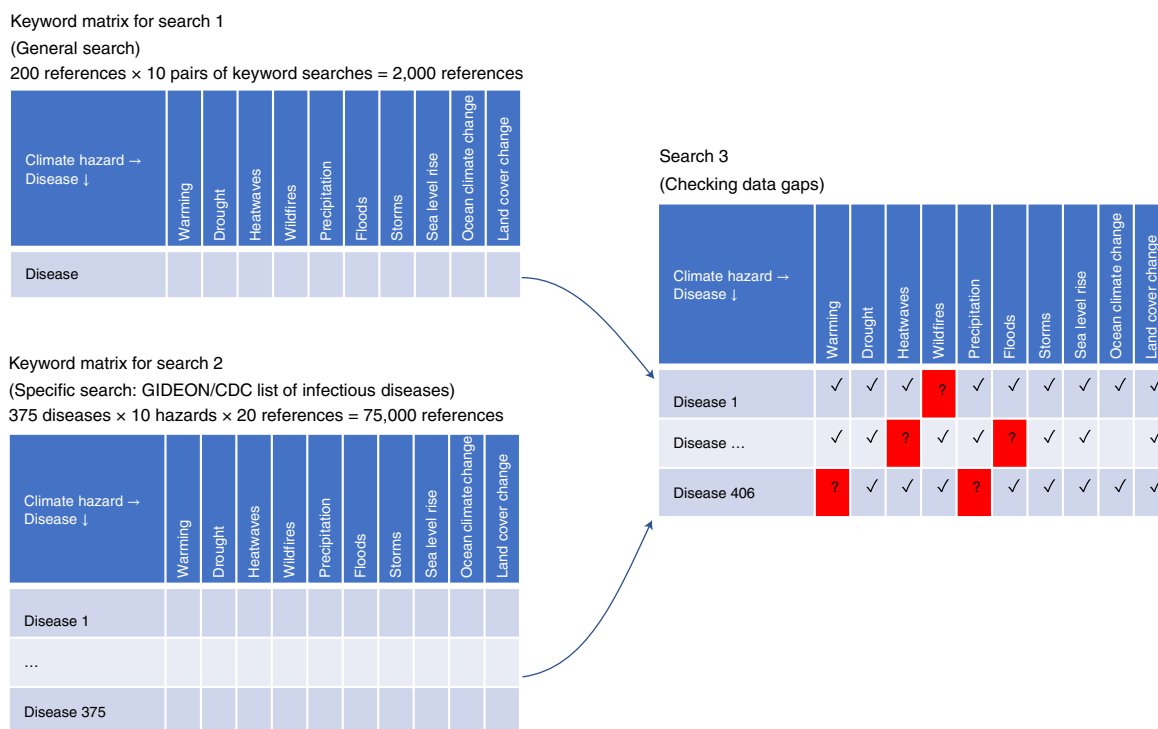 Keyword matrix for search 1
(General search)
200 references × 10 pairs of keyword searches = 2,000 references
Climate hazard →
Disease ↓
Warming
Drought
Heatwaves
Wildfires
Precipitation
Floods
Storms
Sea level rise
Ocean climate change
Land cover change
Disease
Keyword matrix for search 2
(Specific search: GIDEON/CDC list of infectious diseases)
375 diseases × 10 hazards × 20 references = 75,000 references
Climate hazard →
Disease ↓
Warming
Drought
Heatwaves
Wildfires
Precipitation
Floods
Storms
Sea level rise
Ocean climate change
Land cover change
Disease 1
...
Disease 375
Search 3
(Checking data gaps)
Climate hazard →
Disease ↓
Warming
Drought
Heatwaves
Wildfires
Precipitation
Floods
Storms
Sea level rise
Ocean climate change
Land cover change
Disease 1 ✓ ✓ ✓ ? ✓ ✓ ✓ ✓ ✓ ✓
Disease ... ✓ ✓ ? ✓ ✓ ? ✓ ✓ ✓
Disease 406 ? ✓ ✓ ✓ ? ✓ ✓ ✓ ✓ ✓